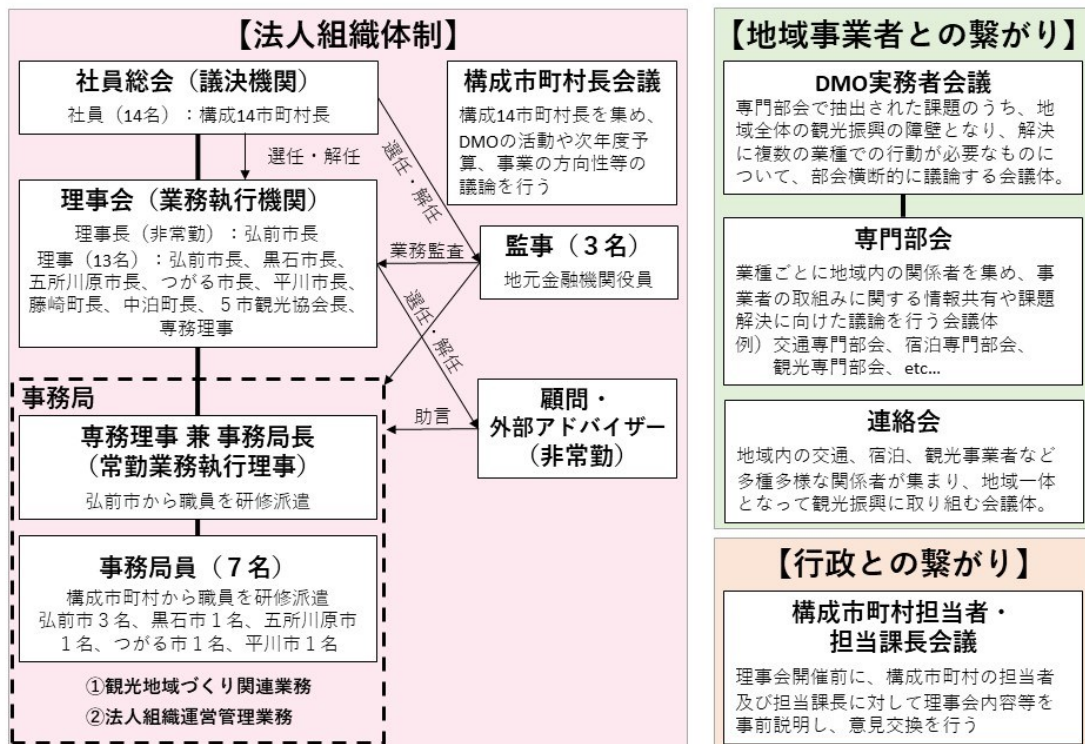 【法人組織体制】
社員総会（議決機関）
社員（14名）：構成14市町村長
選任・解任
理事会（業務執行機関）
理事長（非常勤）：弘前市長
理事（13名）：弘前市長、黒石市長、
五所川原市長、つがる市長、平川市長、
藤崎町長、中泊町長、５市観光協会長、
専務理事
事務局
専務理事 兼 事務局長
（常勤業務執行理事）
弘前市から職員を研修派遣
事務局員（７名）
構成市町村から職員を研修派遣
弘前市３名、黒石市１名、五所川原市
１名、つがる市１名、平川市１名
①観光地域づくり関連業務
②法人組織運営管理業務
構成市町村長会議
構成14市町村長を集め、
DMOの活動や次年度予
算、事業の方向性等の
議論を行う
選任・解任
業務監査
監事（３名）
地元金融機関役員
選任・解任
助言
顧問・
外部アドバイザー
（非常勤）
【地域事業者との繋がり】
DMO実務者会議
専門部会で抽出された課題のうち、地
域全体の観光振興の障壁となり、解決
に複数の業種での行動が必要なものに
ついて、部会横断的に議論する会議体。
専門部会
業種ごとに地域内の関係者を集め、事
業者の取組みに関する情報共有や課題
解決に向けた議論を行う会議体
例）交通専門部会、宿泊専門部会、
観光専門部会、etc…
連絡会
地域内の交通、宿泊、観光事業者など
多種多様な関係者が集まり、地域一体
となって観光振興に取り組む会議体。
【行政との繋がり】
構成市町村担当者・
担当課長会議
理事会開催前に、構成市町村の担当者
及び担当課長に対して理事会内容等を
事前説明し、意見交換を行う